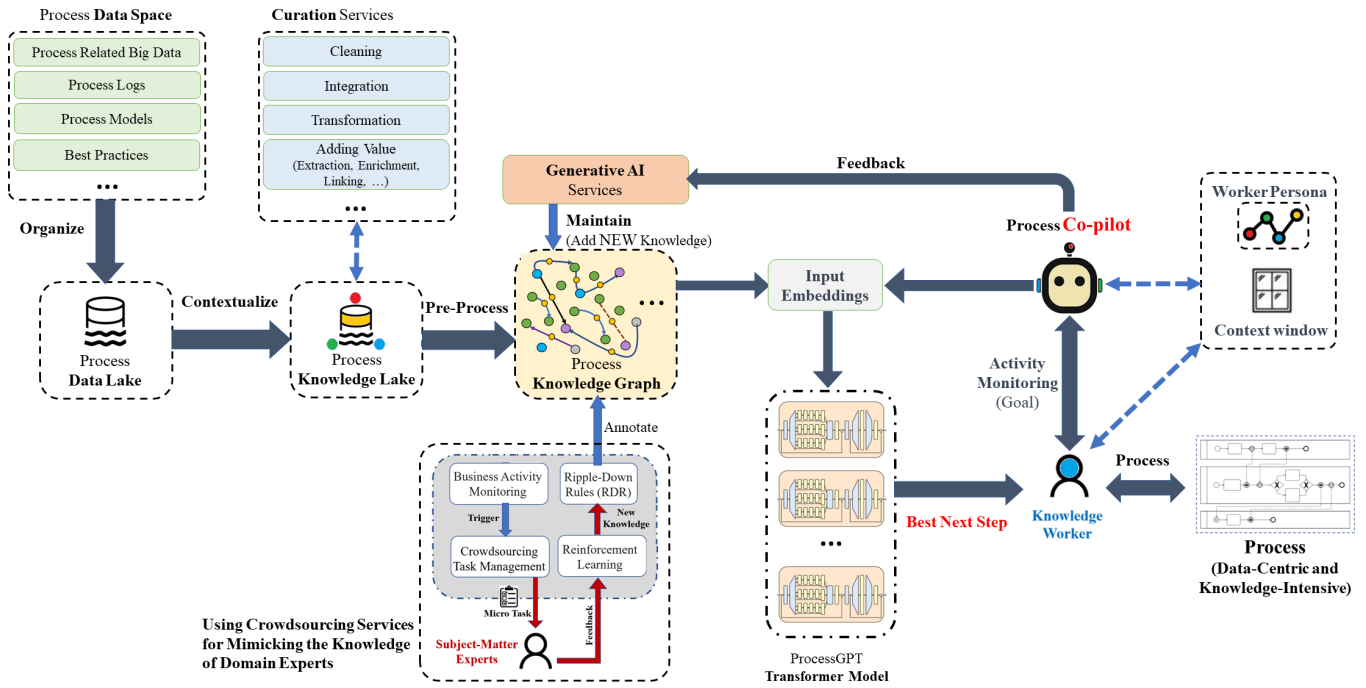 Process Data Space
Process Related Big Data
Process Logs
Process Models
Best Practices
...
Organize
Process
Data Lake
Contextualize
Curation Services
Cleaning
Integration
Transformation
Adding Value
(Extraction, Enrichment,
Linking, …)
...
Process
Knowledge Lake
Pre-Process
Generative AI
Services
Maintain
(Add NEW Knowledge)
...
Process
Knowledge Graph
Annotate
Business Activity
Monitoring
Ripple-Down
Rules (RDR)
Trigger
New
Knowledge
Crowdsourcing
Task Management
Reinforcement
Learning
Micro Task
Feedback
Subject-Matter
Experts
Using Crowdsourcing Services
for Mimicking the Knowledge
of Domain Experts
Feedback
Input
Embeddings
...
ProcessGPT
Transformer Model
Process Co-pilot
Activity
Monitoring
(Goal)
Best Next Step
Knowledge
Worker
Worker Persona
Context window
Process
Process
(Data-Centric and
Knowledge-Intensive)